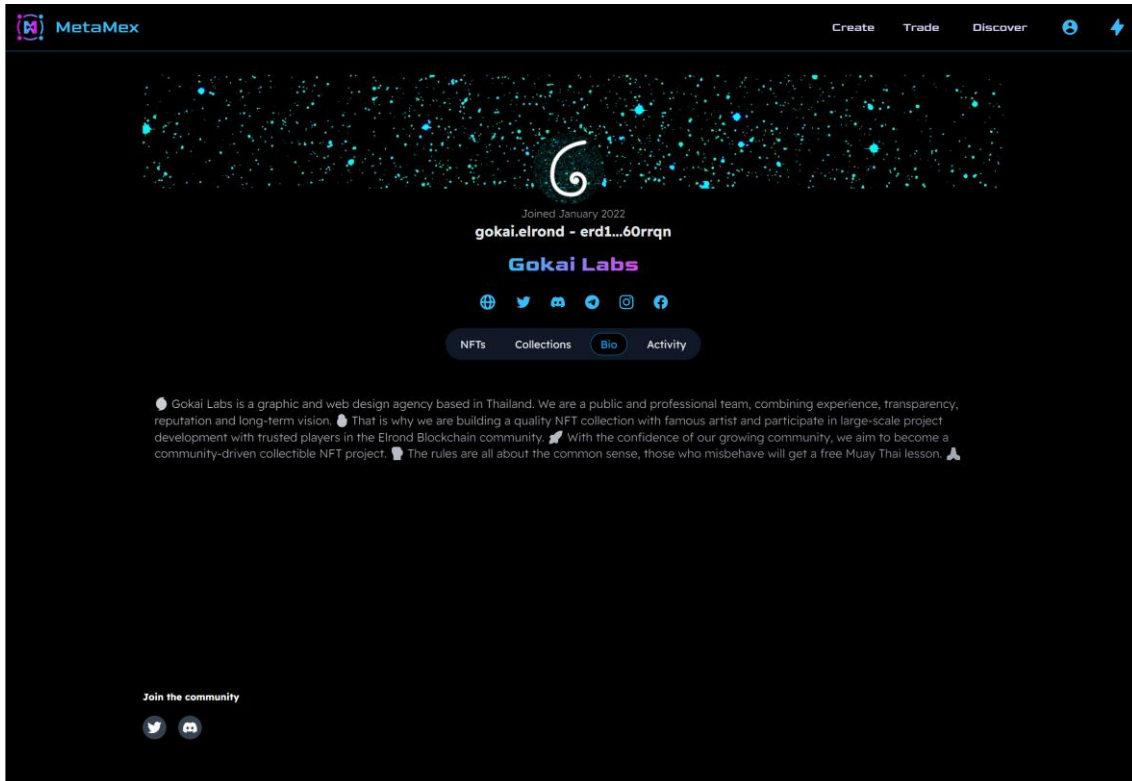 MetaMex
Create Trade Discover
Joined January 2022
gokai.elrond - erd1...60rrqn
Gokai Labs
NFTs Collections Bio Activity
Gokai Labs is a graphic and web design agency based in Thailand. We are a public and professional team, combining experience, transparency,
reputation and long-term vision. That is why we are building a quality NFT collection with famous artist and participate in large-scale project
development with trusted players in the Elrond Blockchain community. 🚀 With the confidence of our growing community, we aim to become a
community-driven collectible NFT project. The rules are all about the common sense, those who misbehave will get a free Muay Thai lesson. 🙏
Join the community